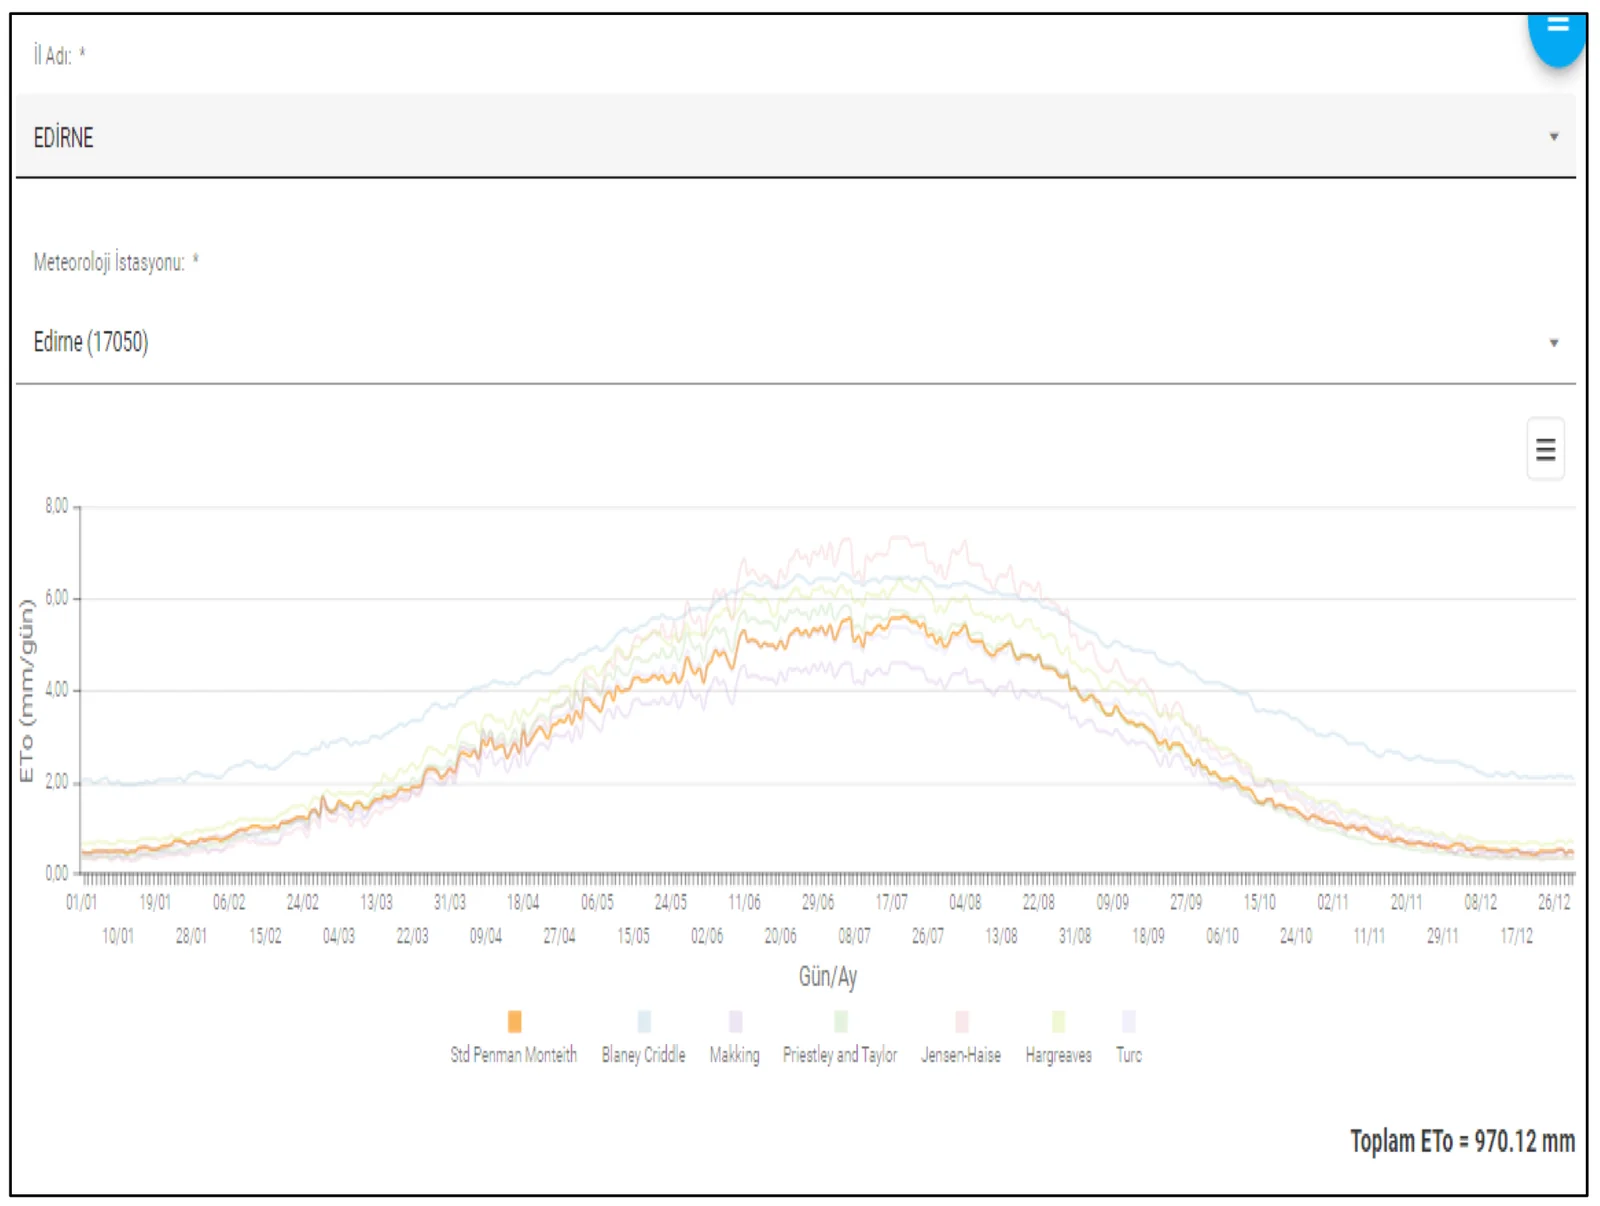 İl Adı: *
EDİRNE
Meteoroloji İstasyonu: *
Edirne (17050)
8,00
6,00
4,00
2,00
0,00
ETo (mm/gün)
01/01 19/01 06/02 24/02 13/03 31/03 18/04 06/05 24/05 11/06 29/06 17/07 04/08 22/08 09/09 27/09 15/10 02/11 20/11 08/12 26/12
10/01 28/01 15/02 04/03 22/03 09/04 27/04 15/05 02/06 20/06 08/07 26/07 13/08 31/08 18/09 06/10 24/10 11/11 29/11 17/12
Gün/Ay
Std Penman Monteith Blaney Criddle Makking Priestley and Taylor Jensen-Haise Hargreaves Turc
Toplam ETo = 970.12 mm